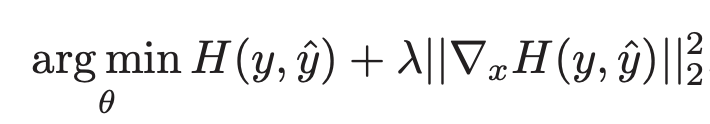 arg min H(y, ŷ) + λ||∇ₓH(y, ŷ)||₂²
θ